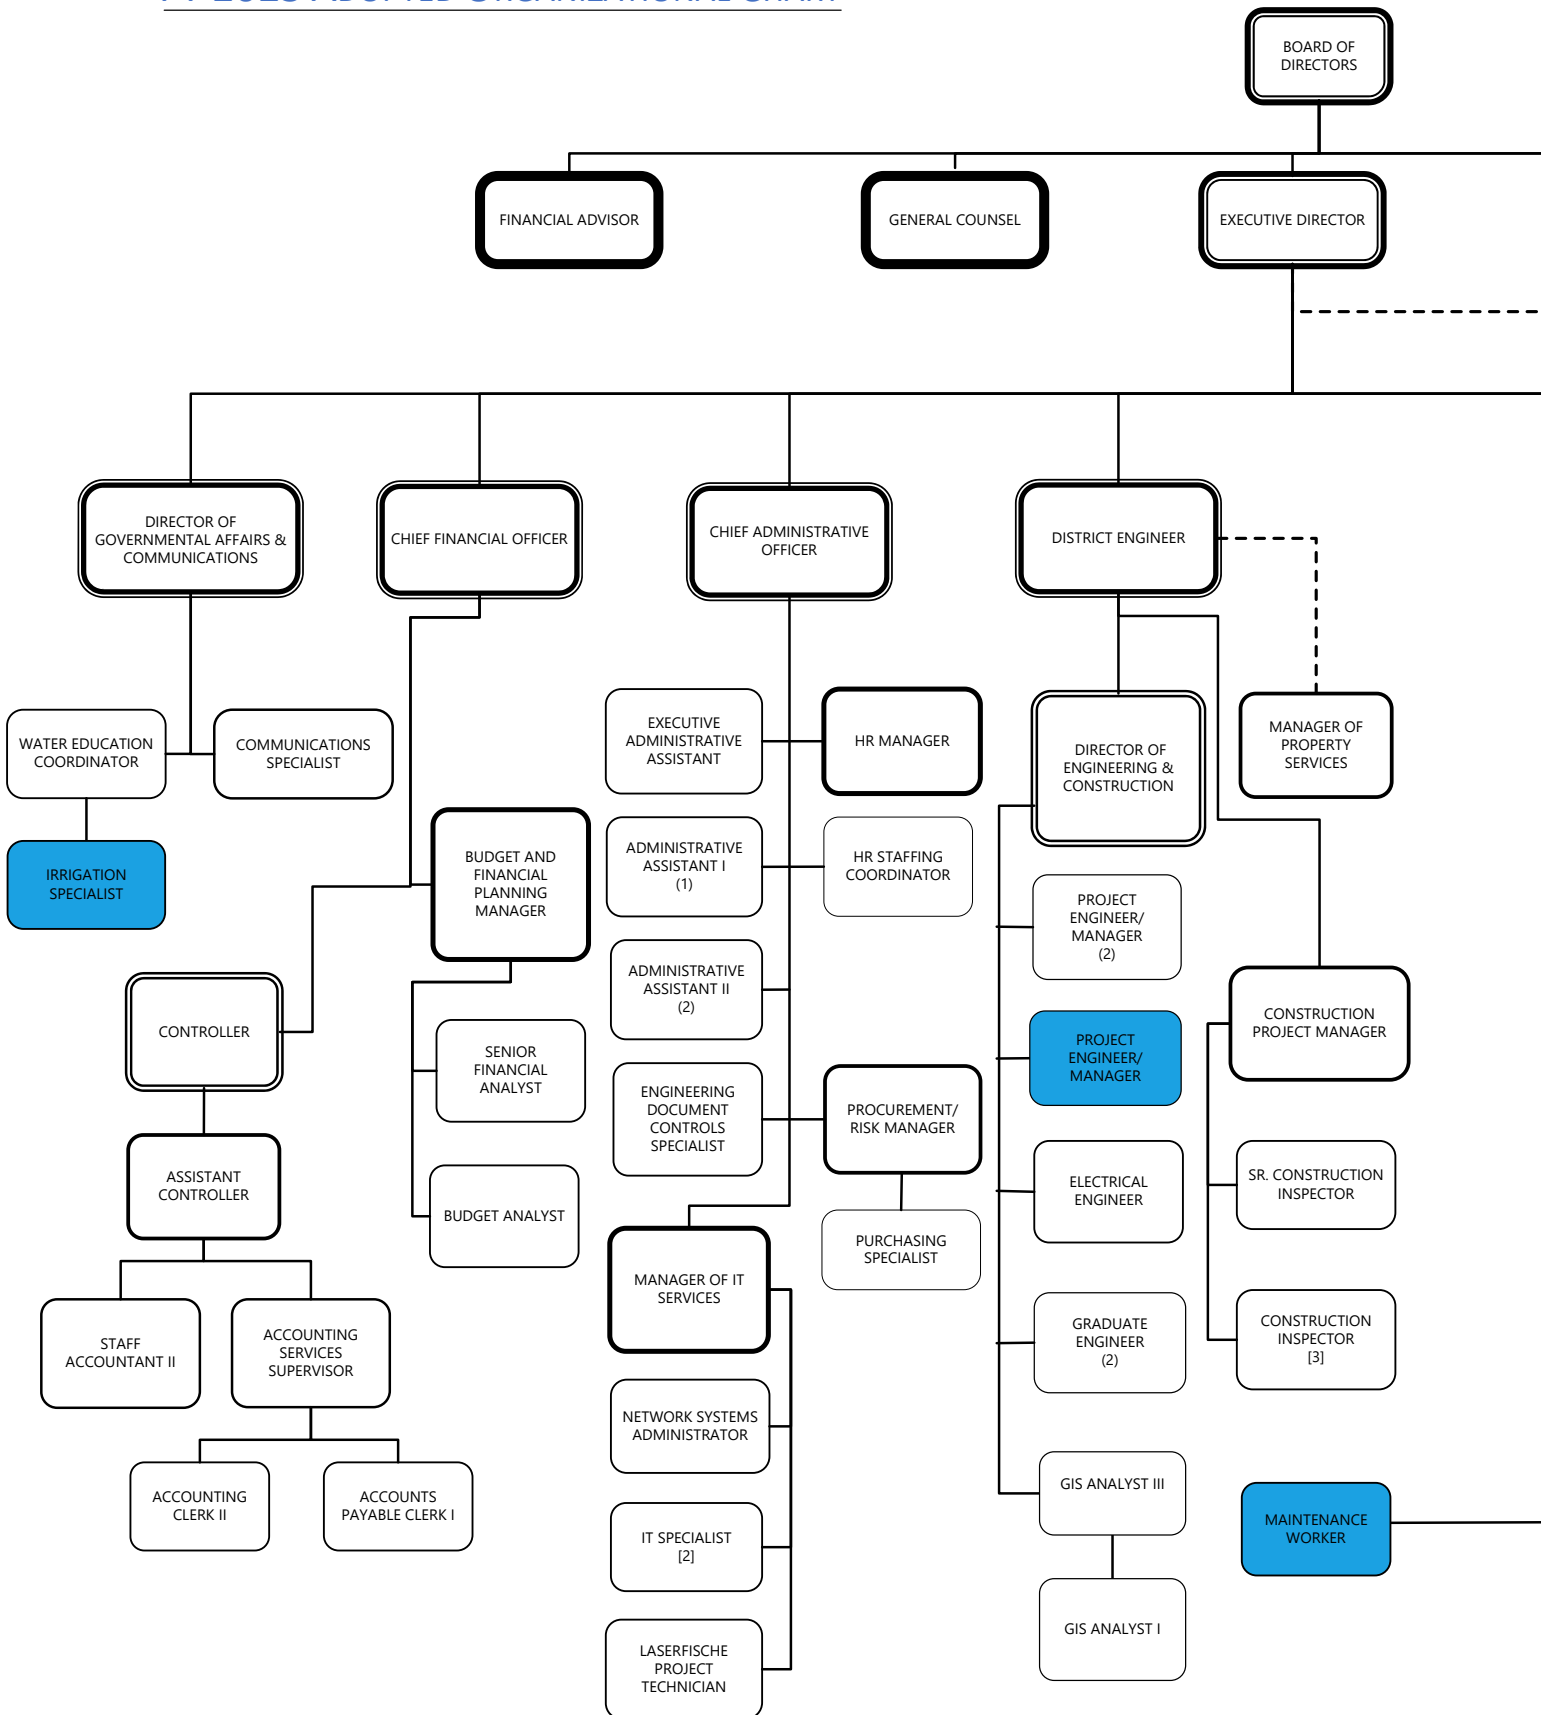 FY 2023 ADOPTED ORGANIZATIONAL CHART
BOARD OF
DIRECTORS
FINANCIAL ADVISOR
GENERAL COUNSEL
EXECUTIVE DIRECTOR
DIRECTOR OF
GOVERNMENTAL AFFAIRS &
COMMUNICATIONS
CHIEF FINANCIAL OFFICER
CHIEF ADMINISTRATIVE
OFFICER
DISTRICT ENGINEER
WATER EDUCATION
COORDINATOR
COMMUNICATIONS
SPECIALIST
IRRIGATION
SPECIALIST
BUDGET AND
FINANCIAL
PLANNING
MANAGER
CONTROLLER
SENIOR
FINANCIAL
ANALYST
BUDGET ANALYST
ASSISTANT
CONTROLLER
STAFF
ACCOUNTANT II
ACCOUNTING
SERVICES
SUPERVISOR
ACCOUNTING
CLERK II
ACCOUNTS
PAYABLE CLERK I
EXECUTIVE
ADMINISTRATIVE
ASSISTANT
HR MANAGER
ADMINISTRATIVE
ASSISTANT I
(1)
HR STAFFING
COORDINATOR
ADMINISTRATIVE
ASSISTANT II
(2)
ENGINEERING
DOCUMENT
CONTROLS
SPECIALIST
PROCUREMENT/
RISK MANAGER
PURCHASING
SPECIALIST
MANAGER OF IT
SERVICES
NETWORK SYSTEMS
ADMINISTRATOR
IT SPECIALIST
[2]
LASERFISCHE
PROJECT
TECHNICIAN
DIRECTOR OF
ENGINEERING &
CONSTRUCTION
MANAGER OF
PROPERTY
SERVICES
PROJECT
ENGINEER/
MANAGER
(2)
PROJECT
ENGINEER/
MANAGER
ELECTRICAL
ENGINEER
GRADUATE
ENGINEER
(2)
GIS ANALYST III
GIS ANALYST I
CONSTRUCTION
PROJECT MANAGER
SR. CONSTRUCTION
INSPECTOR
CONSTRUCTION
INSPECTOR
[3]
MAINTENANCE
WORKER